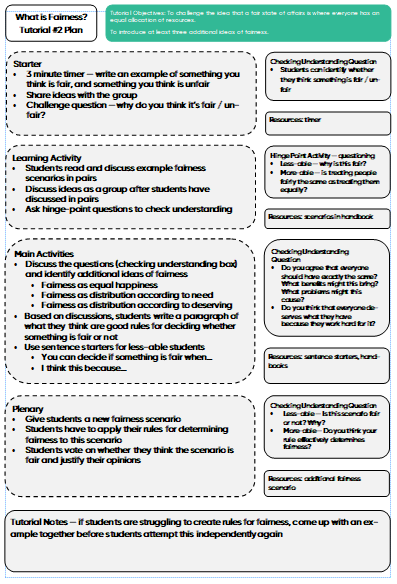 What is Fairness?
Tutorial #2 Plan
Tutorial Objectives: To challenge the idea that a fair state of affairs is where everyone has an
equal allocation of resources.
To introduce at least three additional ideas of fairness.
Starter
• 3 minute timer – write an example of something you
think is fair, and something you think is unfair
• Share ideas with the group
• Challenge question – why do you think it's fair / un-
fair?
Checking Understanding Question
• Students can identify whether
they think something is fair / un-
fair
Resources: timer
Learning Activity
• Students read and discuss example fairness
scenarios in pairs
• Discuss ideas as a group after students have
discussed in pairs
• Ask hinge-point questions to check understanding
Hinge Point Activity – questioning
• Less-able – why is this fair?
• More-able – is treating people
fairly the same as treating them
equally?
Resources: scenarios in handbook
Main Activities
• Discuss the questions (checking understanding box)
and identify additional ideas of fairness
• Fairness as equal happiness
• Fairness as distribution according to need
• Fairness as distribution according to deserving
• Based on discussions, students write a paragraph of
what they think are good rules for deciding whether
something is fair or not
• Use sentence starters for less-able students
• You can decide if something is fair when...
• I think this because...
Checking Understanding
Question
• Do you agree that everyone
should have exactly the same?
What benefits might this bring?
What problems might this
cause?
• Do you think that everyone de-
serves what they have
because they work hard for it?
Resources: sentence starters, hand-
books
Plenary
• Give students a new fairness scenario
• Students have to apply their rules for determining
fairness to this scenario
• Students vote on whether they think the scenario is
fair and justify their opinions
Checking Understanding Question
• Less-able – Is this scenario fair
or not? Why?
• More-able – Do you think your
rule effectively determines
fairness?
Resources: additional fairness
scenario
Tutorial Notes – if students are struggling to create rules for fairness, come up with an ex-
ample together before students attempt this independently again